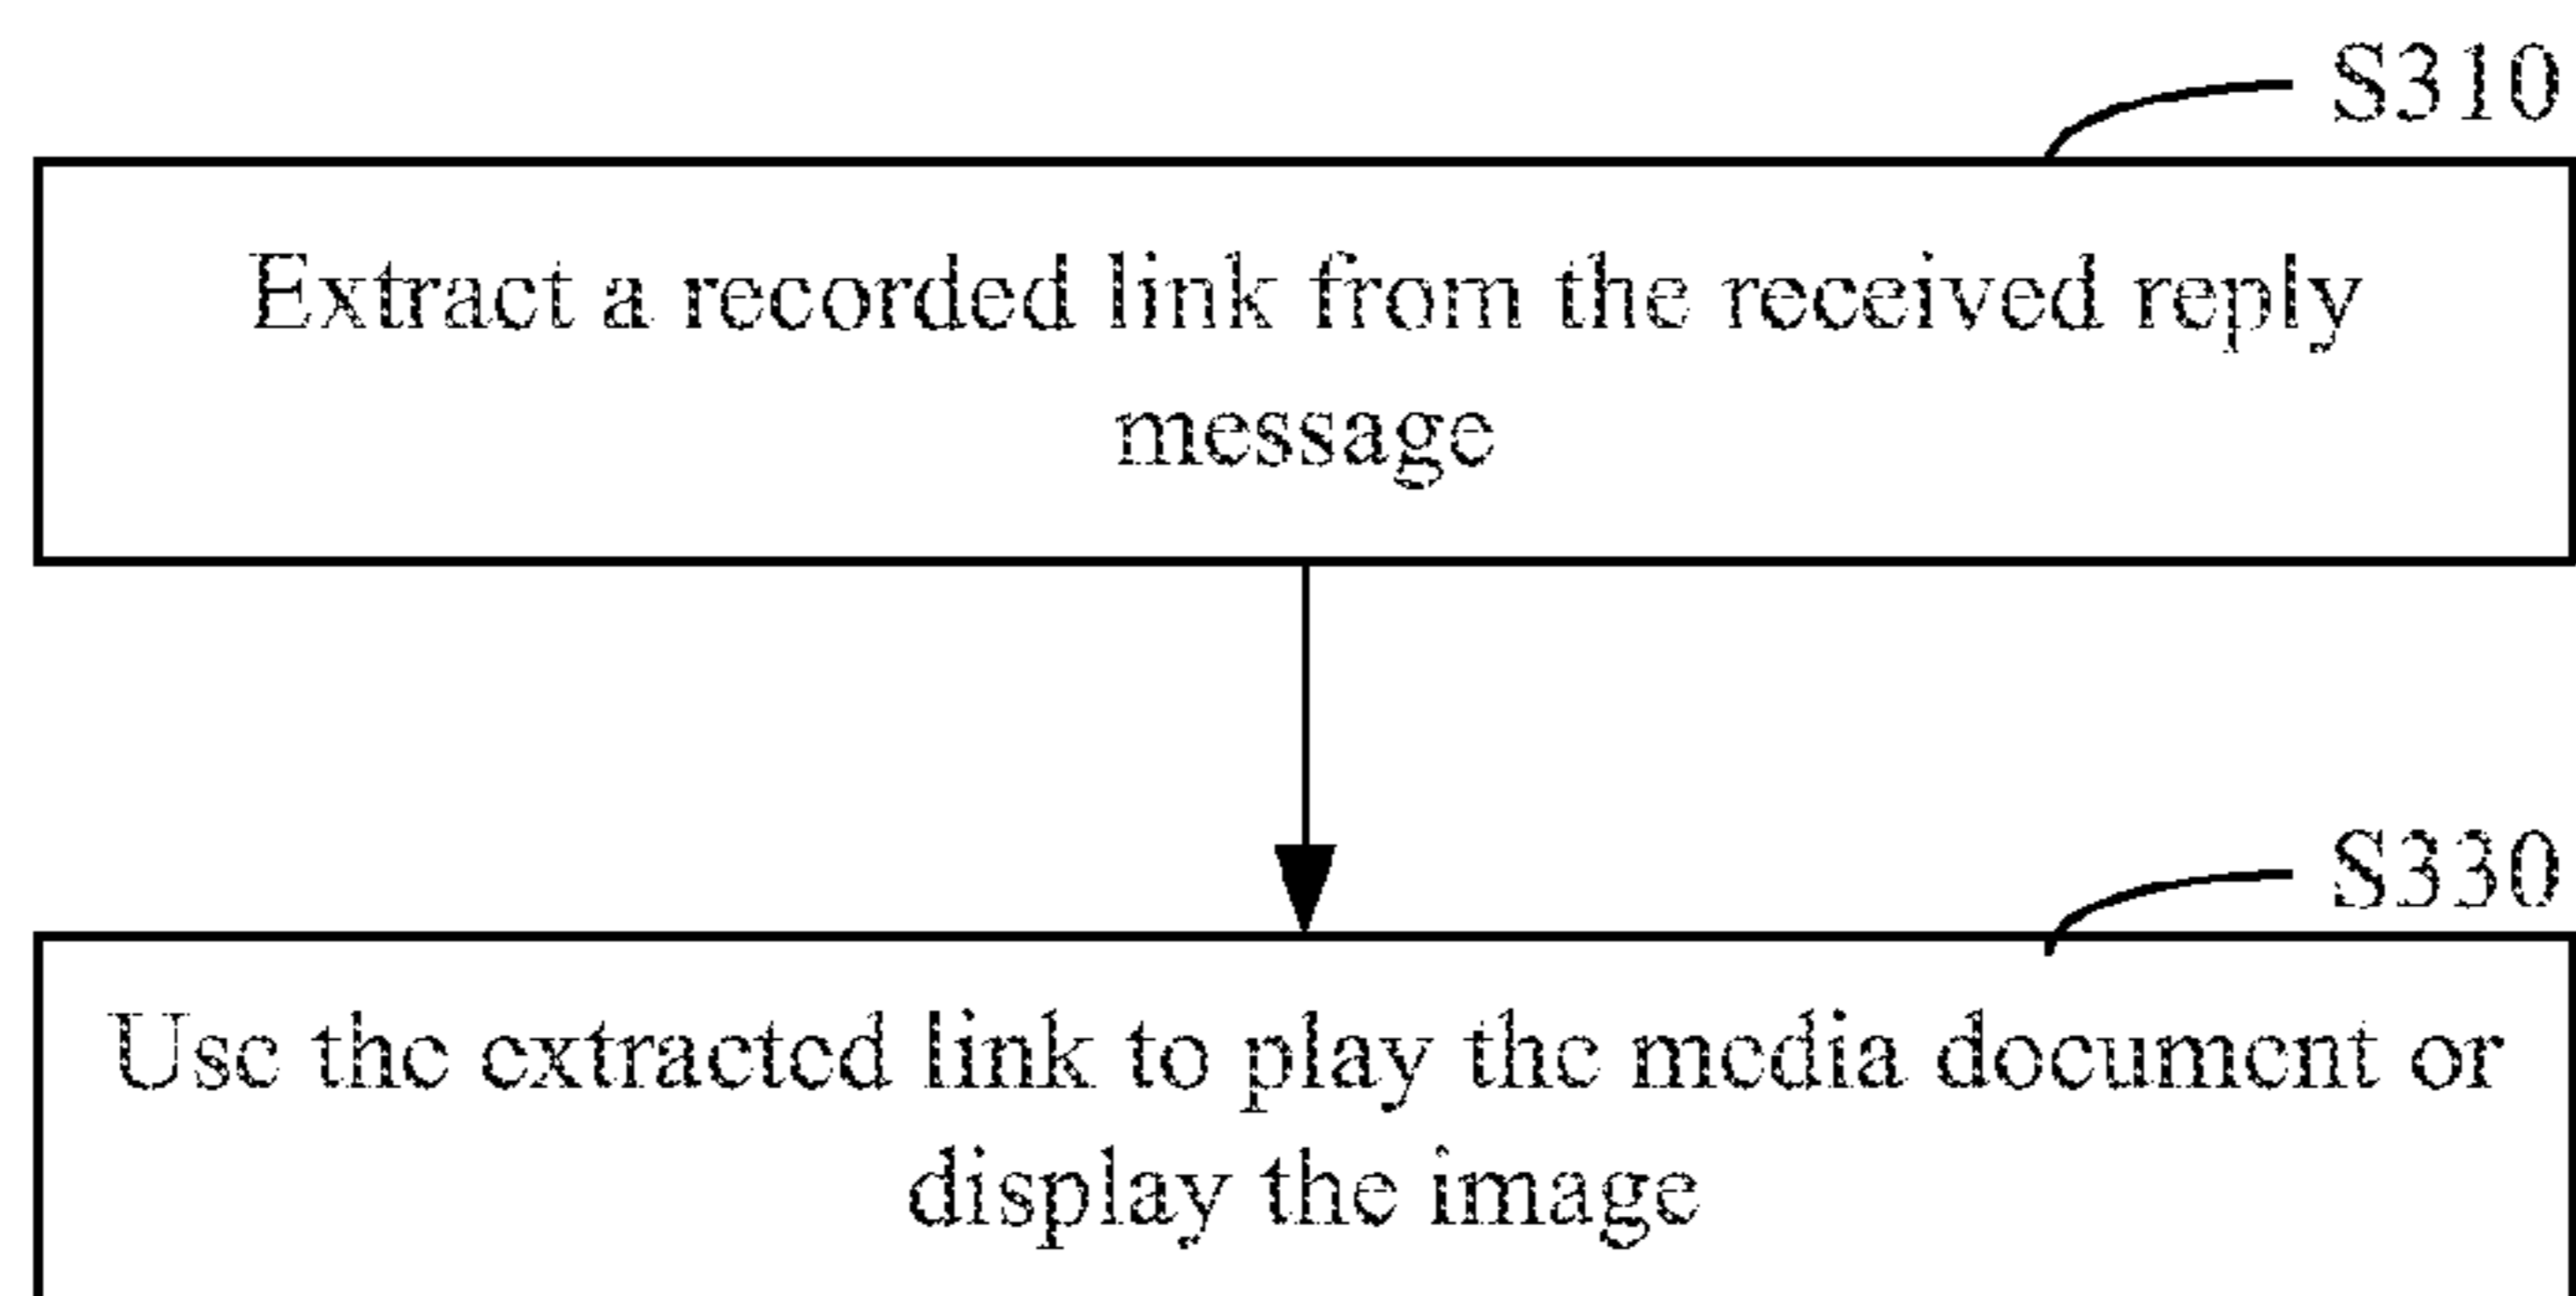 S310
Extract a recorded link from the received reply
message
S330
Use the extracted link to play the media document or
display the image